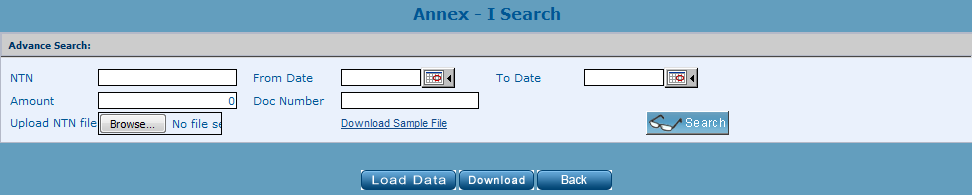 Annex - I Search
Advance Search:
NTN From Date To Date
Amount 0 Doc Number
Upload NTN file Browse... No file se Download Sample File Search
Load Data Download Back